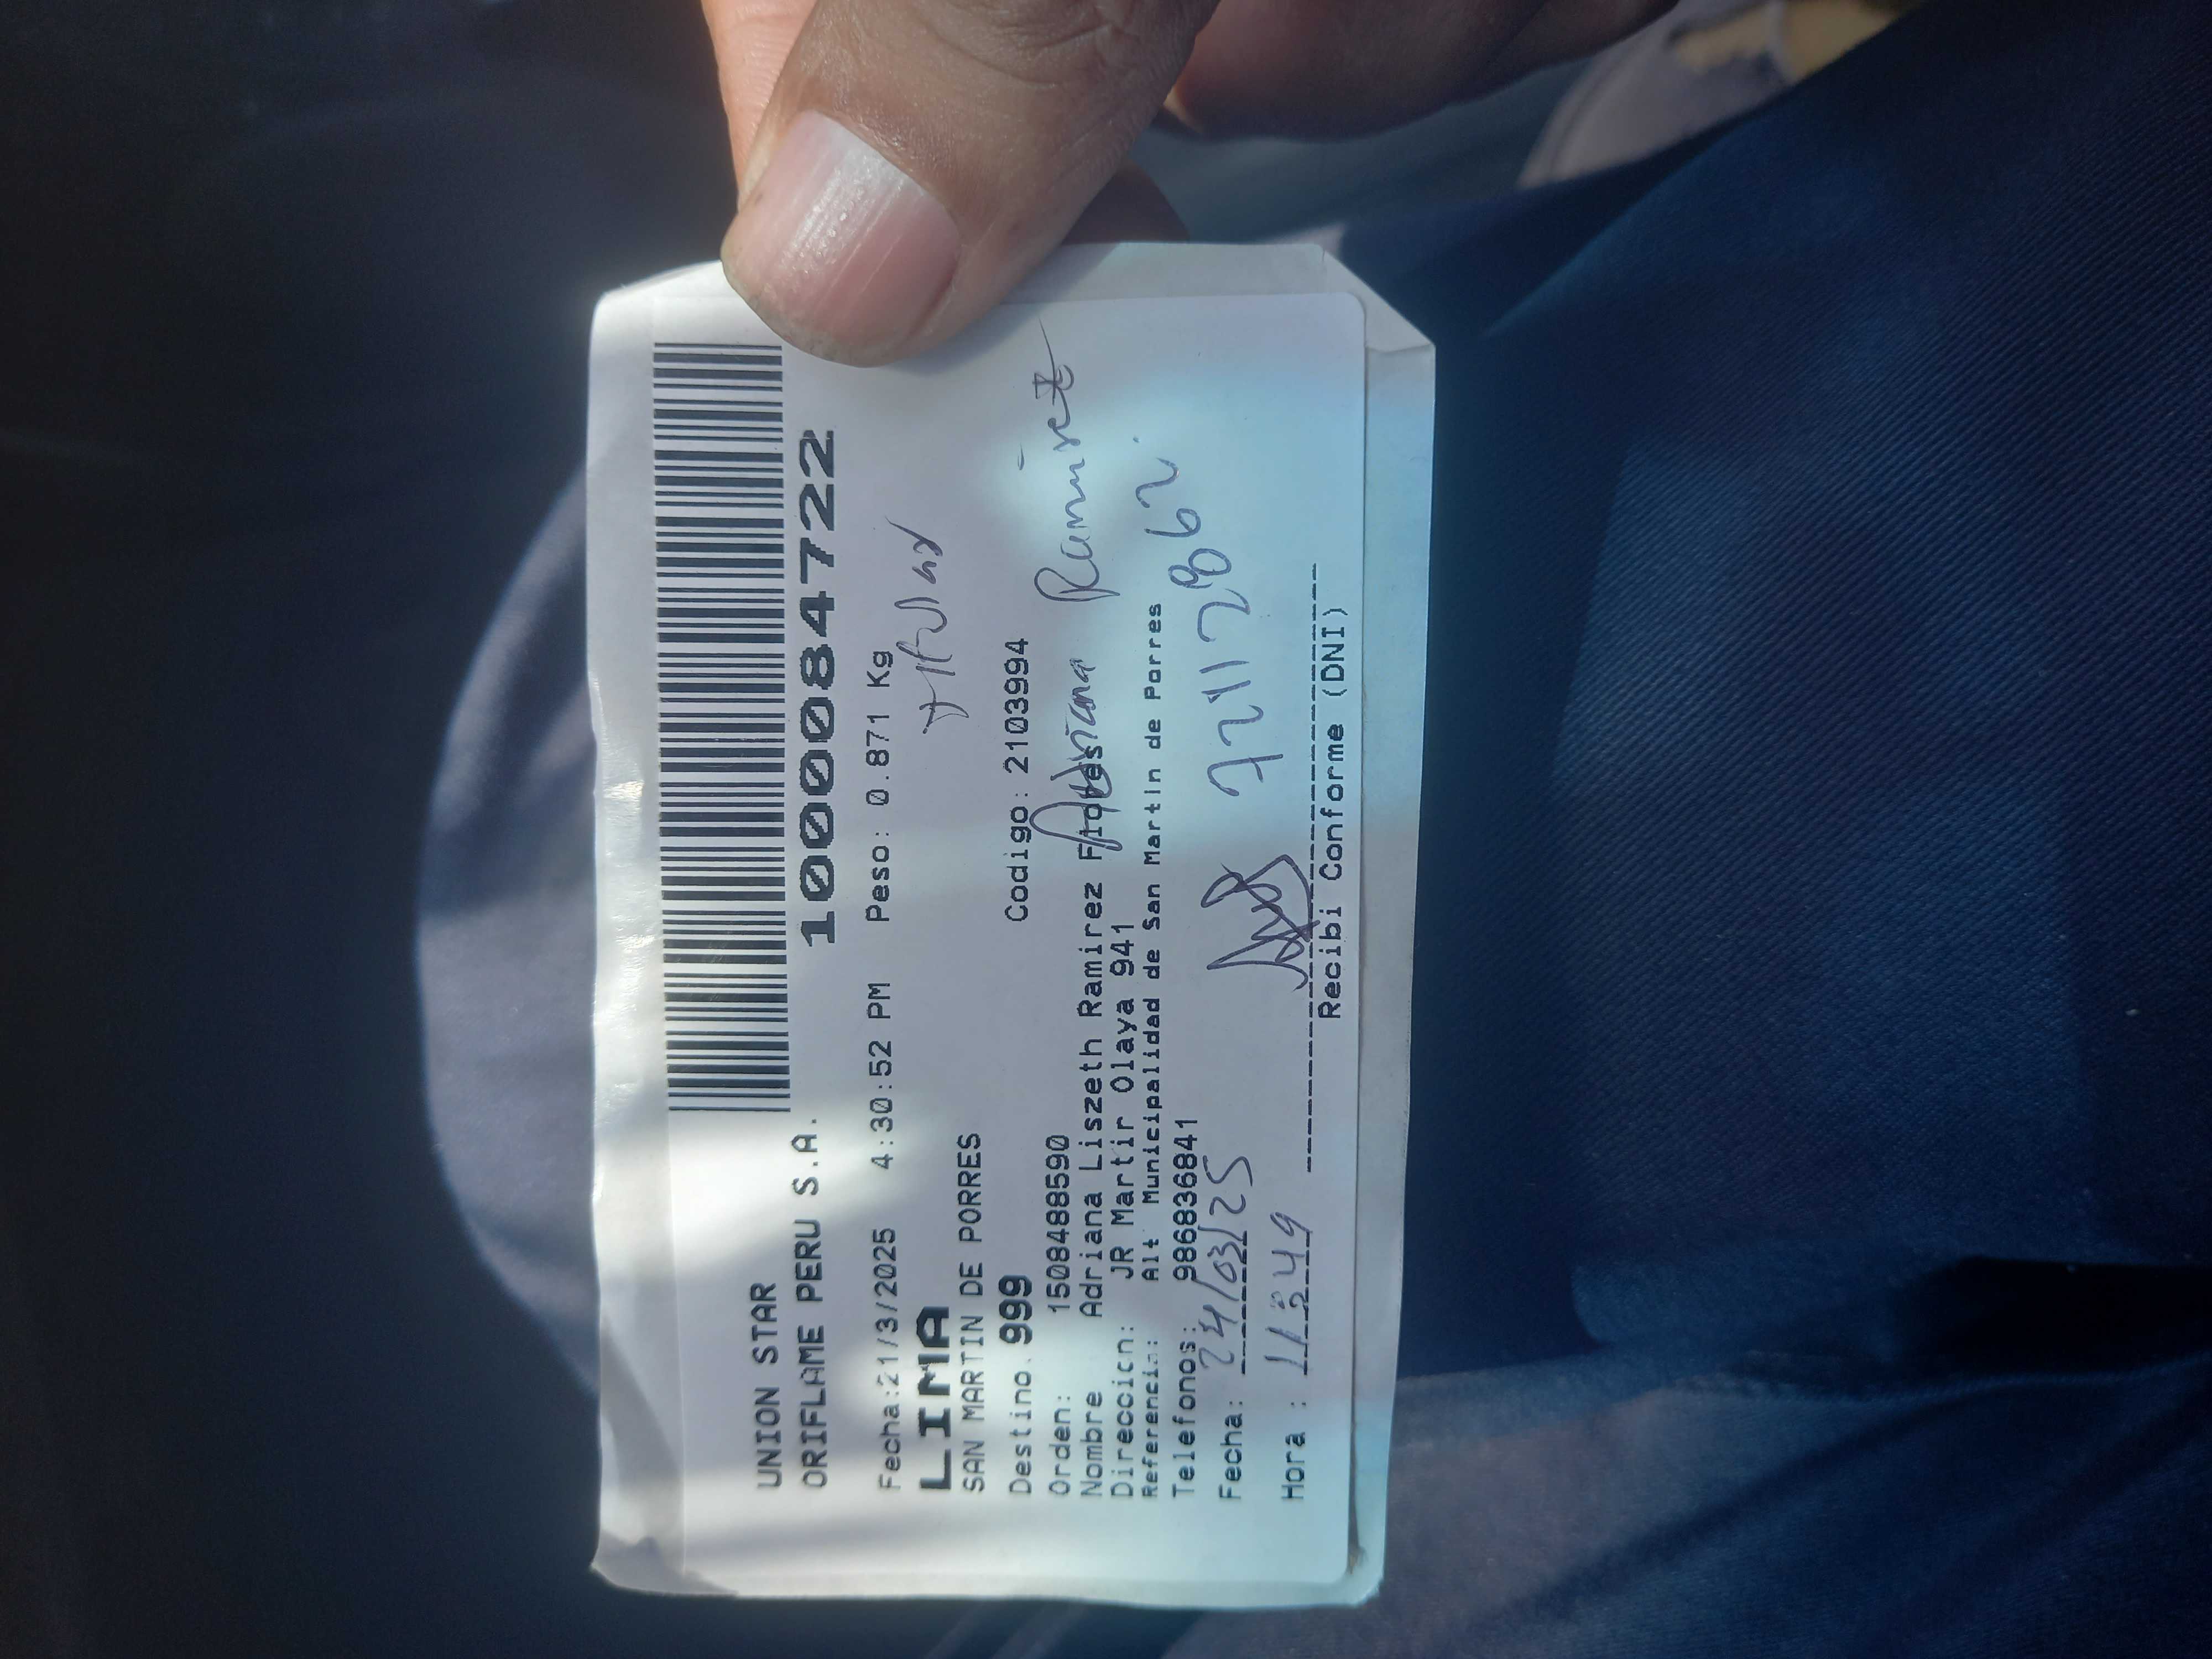 UNION STAR
ORIFLAME PERU S.A.
1000084722
Fecha:21/3/2025 4:30:52 PM Peso: 0.871 Kg
LIMA
SAN MARTIN DE PORRES
Destino. 999 Codigo: 2103994
Orden: 1508488590
Adriana Ramirez
Nombre Adriana Liszeth Ramirez Flores
Direccion: JR Martir Olaya 941
Referencia: Alt Municipalidad de San Martin de Porres
Telefonos: 986836841
Fecha: 24/03/25 72112862
Hora : 11:49
Recibi Conforme (DNI)